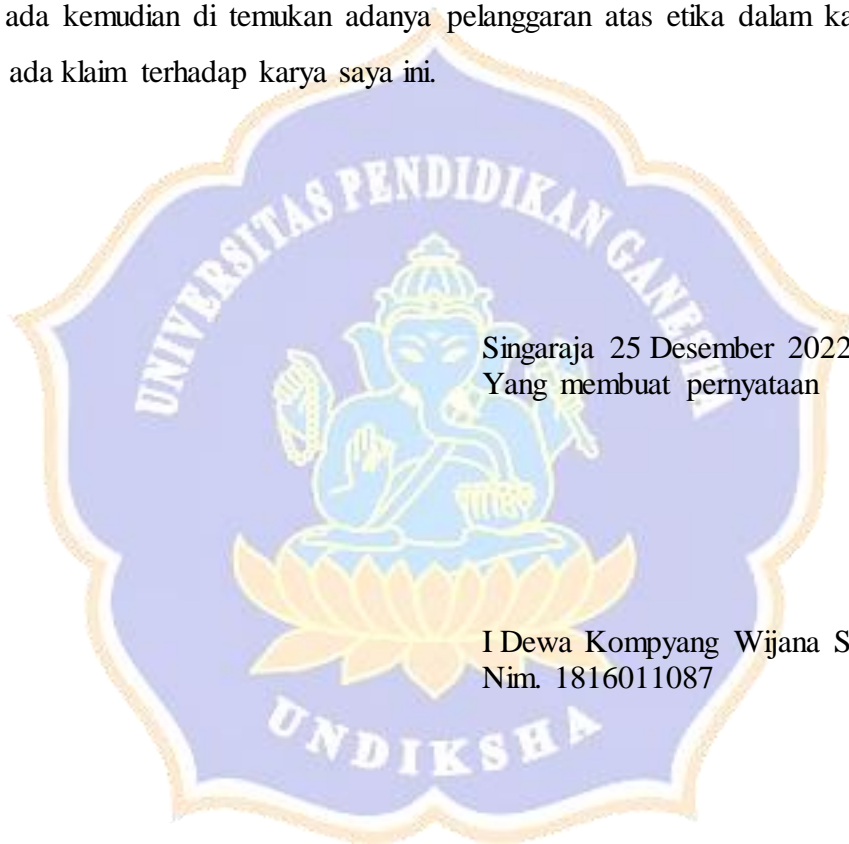 ada kemudian di temukan adanya pelanggaran atas etika dalam ka
ada klaim terhadap karya saya ini.
UNIVERSITAS PENDIDIKAN GANESHA
Singaraja 25 Desember 2022
Yang membuat pernyataan
I Dewa Kompyang Wijana S
Nim. 1816011087
UNDIKSHA